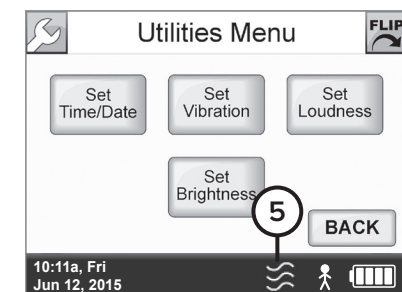 Utilities Menu
FLIP
Set
Time/Date
Set
Vibration
Set
Loudness
Set
Brightness
5
BACK
10:11a, Fri
Jun 12, 2015